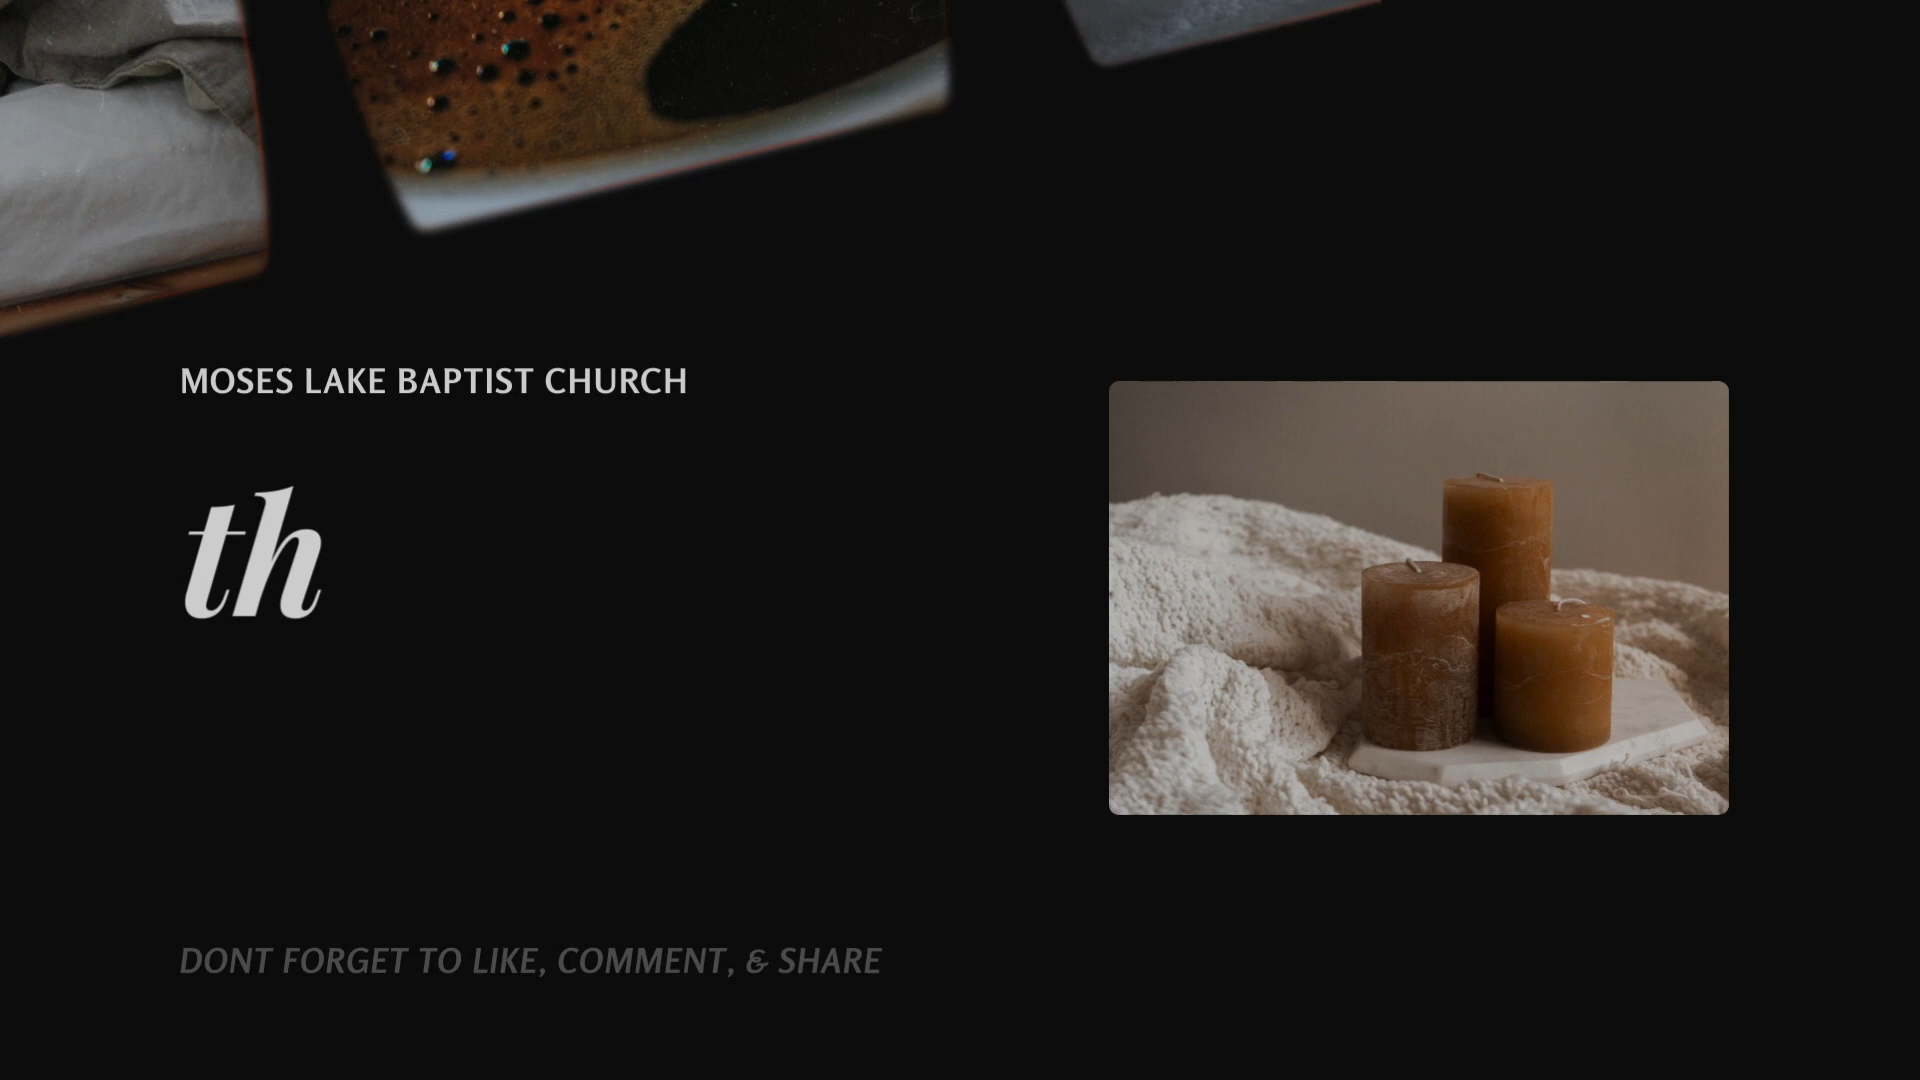 MOSES LAKE BAPTIST CHURCH
th
DONT FORGET TO LIKE, COMMENT, & SHARE